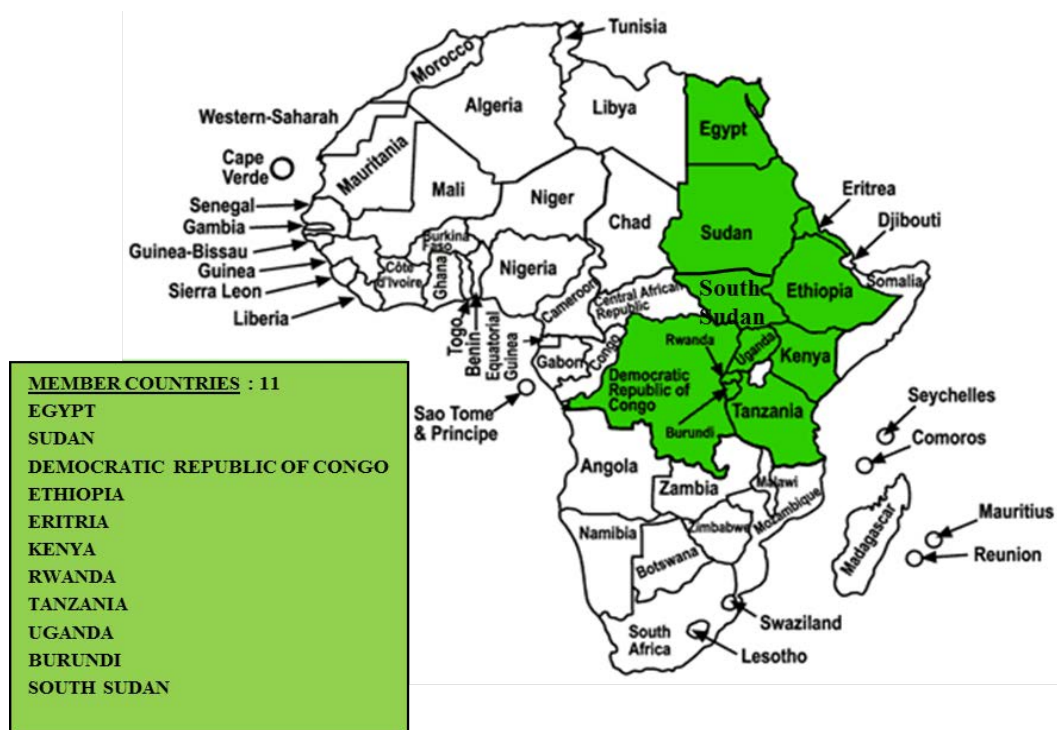 Tunisia
Morocco
Algeria
Libya
Egypt
Western-Saharah
Cape
Verde
Mauritania
Mali
Niger
Chad
Sudan
Eritrea
Djibouti
Senegal
Gambia
Guinea-Bissau
Guinea
Sierra Leon
Liberia
Burkina
Faso
Côte
d'Ivoire
Ghana
Togo
Benin
Nigeria
Cameroon
Equatorial
Guinea
Central African
Republic
South
Sudan
Ethiopia
Somalia
Gabon
Congo
Rwanda
Uganda
Kenya
Democratic
Republic of
Congo
Burundi
Tanzania
Sao Tome
& Principe
Seychelles
Comoros
Angola
Zambia
Malawi
Mozambique
Madagascar
Mauritius
Reunion
Namibia
Zimbabwe
Botswana
Swaziland
South
Africa
Lesotho
MEMBER COUNTRIES : 11
EGYPT
SUDAN
DEMOCRATIC REPUBLIC OF CONGO
ETHIOPIA
ERITRIA
KENYA
RWANDA
TANZANIA
UGANDA
BURUNDI
SOUTH SUDAN